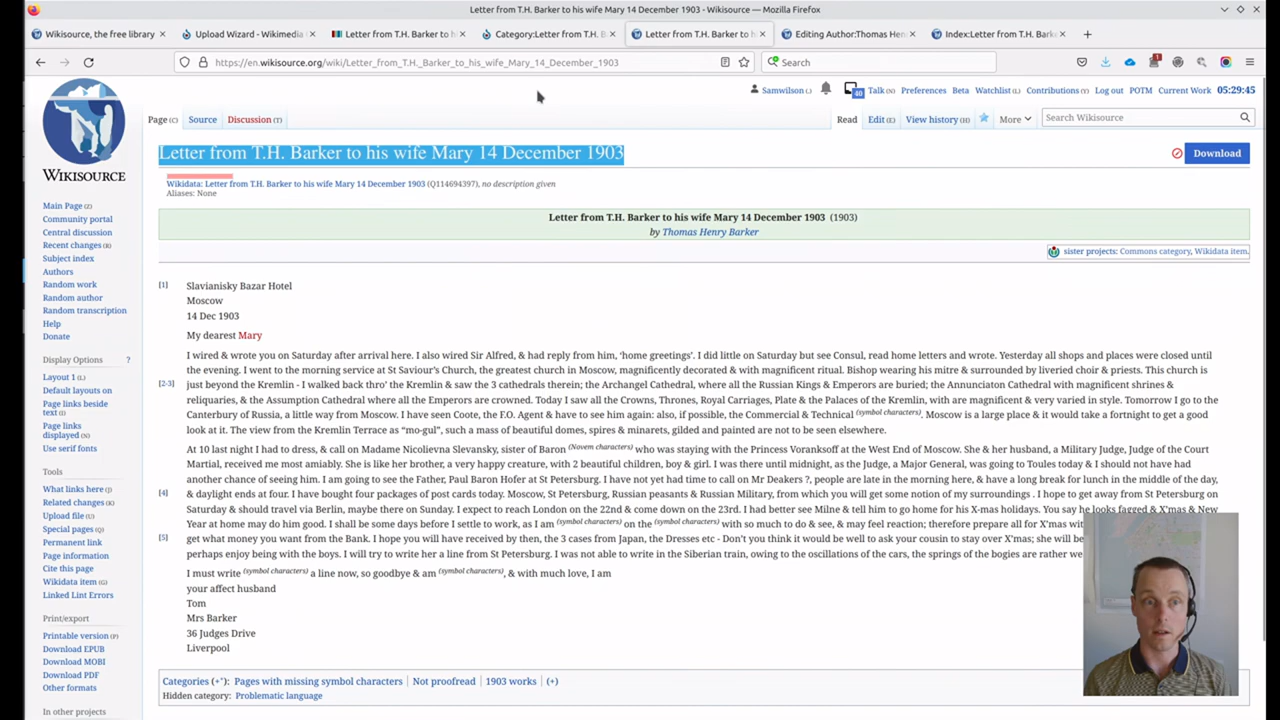 Letter from T.H. Barker to his wife Mary 14 December 1903 - Wikisource — Mozilla Firefox
Wikisource, the free library
Upload Wizard - Wikimedia
Letter from T.H. Barker to h
Category:Letter from T.H. B
Letter from T.H. Barker to his
Editing Author:Thomas Henr
Index:Letter from T.H. Bark
https://en.wikisource.org/wiki/Letter_from_T.H._Barker_to_his_wife_Mary_14_December_1903
Search
Samwilson (.)
40
Talk (N)
Preferences
Beta
Watchlist (L)
Contributions (Y)
Log out
POTM
Current Work
05:29:45
Page (C)
Source
Discussion (T)
Read
Edit (E)
View history (H)
More
Search Wikisource
Letter from T.H. Barker to his wife Mary 14 December 1903
Download
WIKISOURCE
Wikidata: Letter from T.H. Barker to his wife Mary 14 December 1903 (Q114694397), no description given
Aliases: None
Letter from T.H. Barker to his wife Mary 14 December 1903 (1903)
by Thomas Henry Barker
sister projects: Commons category, Wikidata item.
Main Page (Z)
Community portal
Central discussion
Recent changes (R)
Subject index
Authors
Random work
Random author
Random transcription
Help
Donate
Display Options ?
Layout 1 (L)
Default layouts on
Page links beside
text (I)
Page links
displayed (N)
Use serif fonts
Tools
What links here (J)
Related changes (K)
Upload file (U)
Special pages (Q)
Permanent link
Page information
Cite this page
Wikidata item (G)
Linked Lint Errors
Print/export
Printable version (P)
Download EPUB
Download MOBI
Download PDF
Other formats
In other projects
[1] Slavianisky Bazar Hotel
Moscow
14 Dec 1903
My dearest Mary
I wired & wrote you on Saturday after arrival here. I also wired Sir Alfred, & had reply from him, ‘home greetings’. I did little on Saturday but see Consul, read home letters and wrote. Yesterday all shops and places were closed until
the evening. I went to the morning service at St Saviour’s Church, the greatest church in Moscow, magnificently decorated & with magnificent ritual. Bishop wearing his mitre & surrounded by liveried choir & priests. This church is
[2-3] just beyond the Kremlin - I walked back thro’ the Kremlin & saw the 3 cathedrals therein; the Archangel Cathedral, where all the Russian Kings & Emperors are buried; the Annunciaton Cathedral with magnificent shrines &
reliquaries, & the Assumption Cathedral where all the Emperors are crowned. Today I saw all the Crowns, Thrones, Royal Carriages, Plate & the Palaces of the Kremlin, with are magnificent & very varied in style. Tomorrow I go to the
Canterbury of Russia, a little way from Moscow. I have seen Coote, the F.O. Agent & have to see him again: also, if possible, the Commercial & Technical (symbol characters). Moscow is a large place & it would take a fortnight to get a good
look at it. The view from the Kremlin Terrace as “mo-gul”, such a mass of beautiful domes, spires & minarets, gilded and painted are not to be seen elsewhere.
At 10 last night I had to dress, & call on Madame Nicolievna Slevansky, sister of Baron (Novem characters) who was staying with the Princess Voranksoff at the West End of Moscow. She & her husband, a Military Judge, Judge of the Court
Martial, received me most amiably. She is like her brother, a very happy creature, with 2 beautiful children, boy & girl. I was there until midnight, as the Judge, a Major General, was going to Toules today & I should not have had
another chance of seeing him. I am going to see the Father, Paul Baron Hofer at St Petersburg. I have not yet had time to call on Mr Deakers ?, people are late in the morning here, & have a long break for lunch in the middle of the day,
[4] & daylight ends at four. I have bought four packages of post cards today. Moscow, St Petersburg, Russian peasants & Russian Military, from which you will get some notion of my surroundings . I hope to get away from St Petersburg on
Saturday & should travel via Berlin, maybe there on Sunday. I expect to reach London on the 22nd & come down on the 23rd. I had better see Milne & tell him to go home for his X-mas holidays. You say he looks fagged & X'mas & New
Year at home may do him good. I shall be some days before I settle to work, as I am (symbol characters) on the (symbol characters) with so much to do & see, & may feel reaction; therefore prepare all for X’mas wit
[5] get what money you want from the Bank. I hope you will have received by then, the 3 cases from Japan, the Dresses etc - Don’t you think it would be well to ask your cousin to stay over X’mas; she will be
perhaps enjoy being with the boys. I will try to write her a line from St Petersburg. I was not able to write in the Siberian train, owing to the oscillations of the cars, the springs of the bogies are rather we
I must write (symbol characters) a line now, so goodbye & am (symbol characters), & with much love, I am
your affect husband
Tom
Mrs Barker
36 Judges Drive
Liverpool
Categories (+⁺): Pages with missing symbol characters | Not proofread | 1903 works | (+)
Hidden category: Problematic language